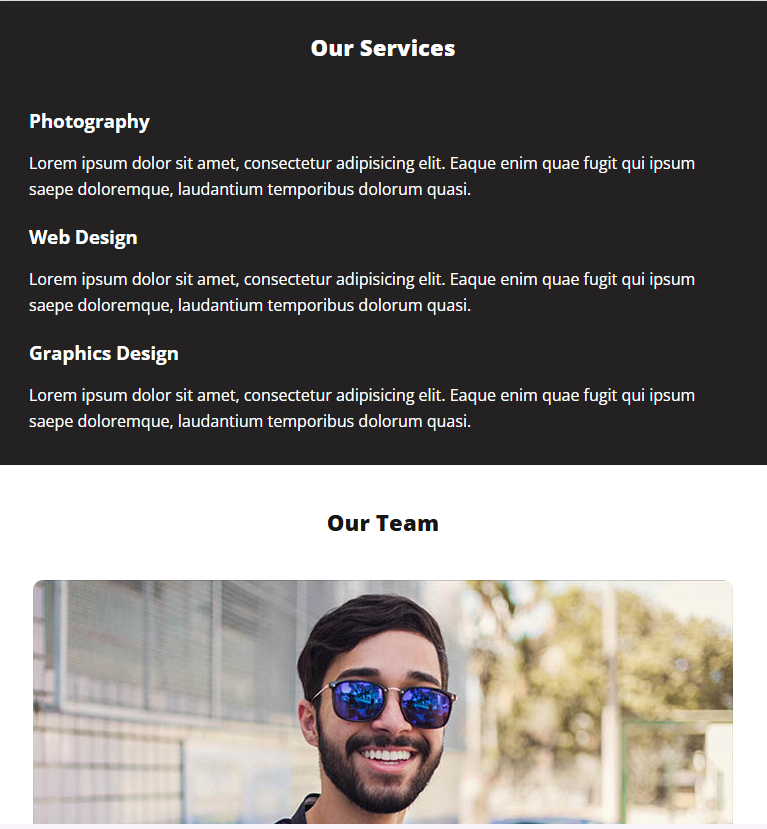 Our Services
Photography
Lorem ipsum dolor sit amet, consectetur adipisicing elit. Eaque enim quae fugit qui ipsum
saepe doloremque, laudantium temporibus dolorum quasi.
Web Design
Lorem ipsum dolor sit amet, consectetur adipisicing elit. Eaque enim quae fugit qui ipsum
saepe doloremque, laudantium temporibus dolorum quasi.
Graphics Design
Lorem ipsum dolor sit amet, consectetur adipisicing elit. Eaque enim quae fugit qui ipsum
saepe doloremque, laudantium temporibus dolorum quasi.
Our Team